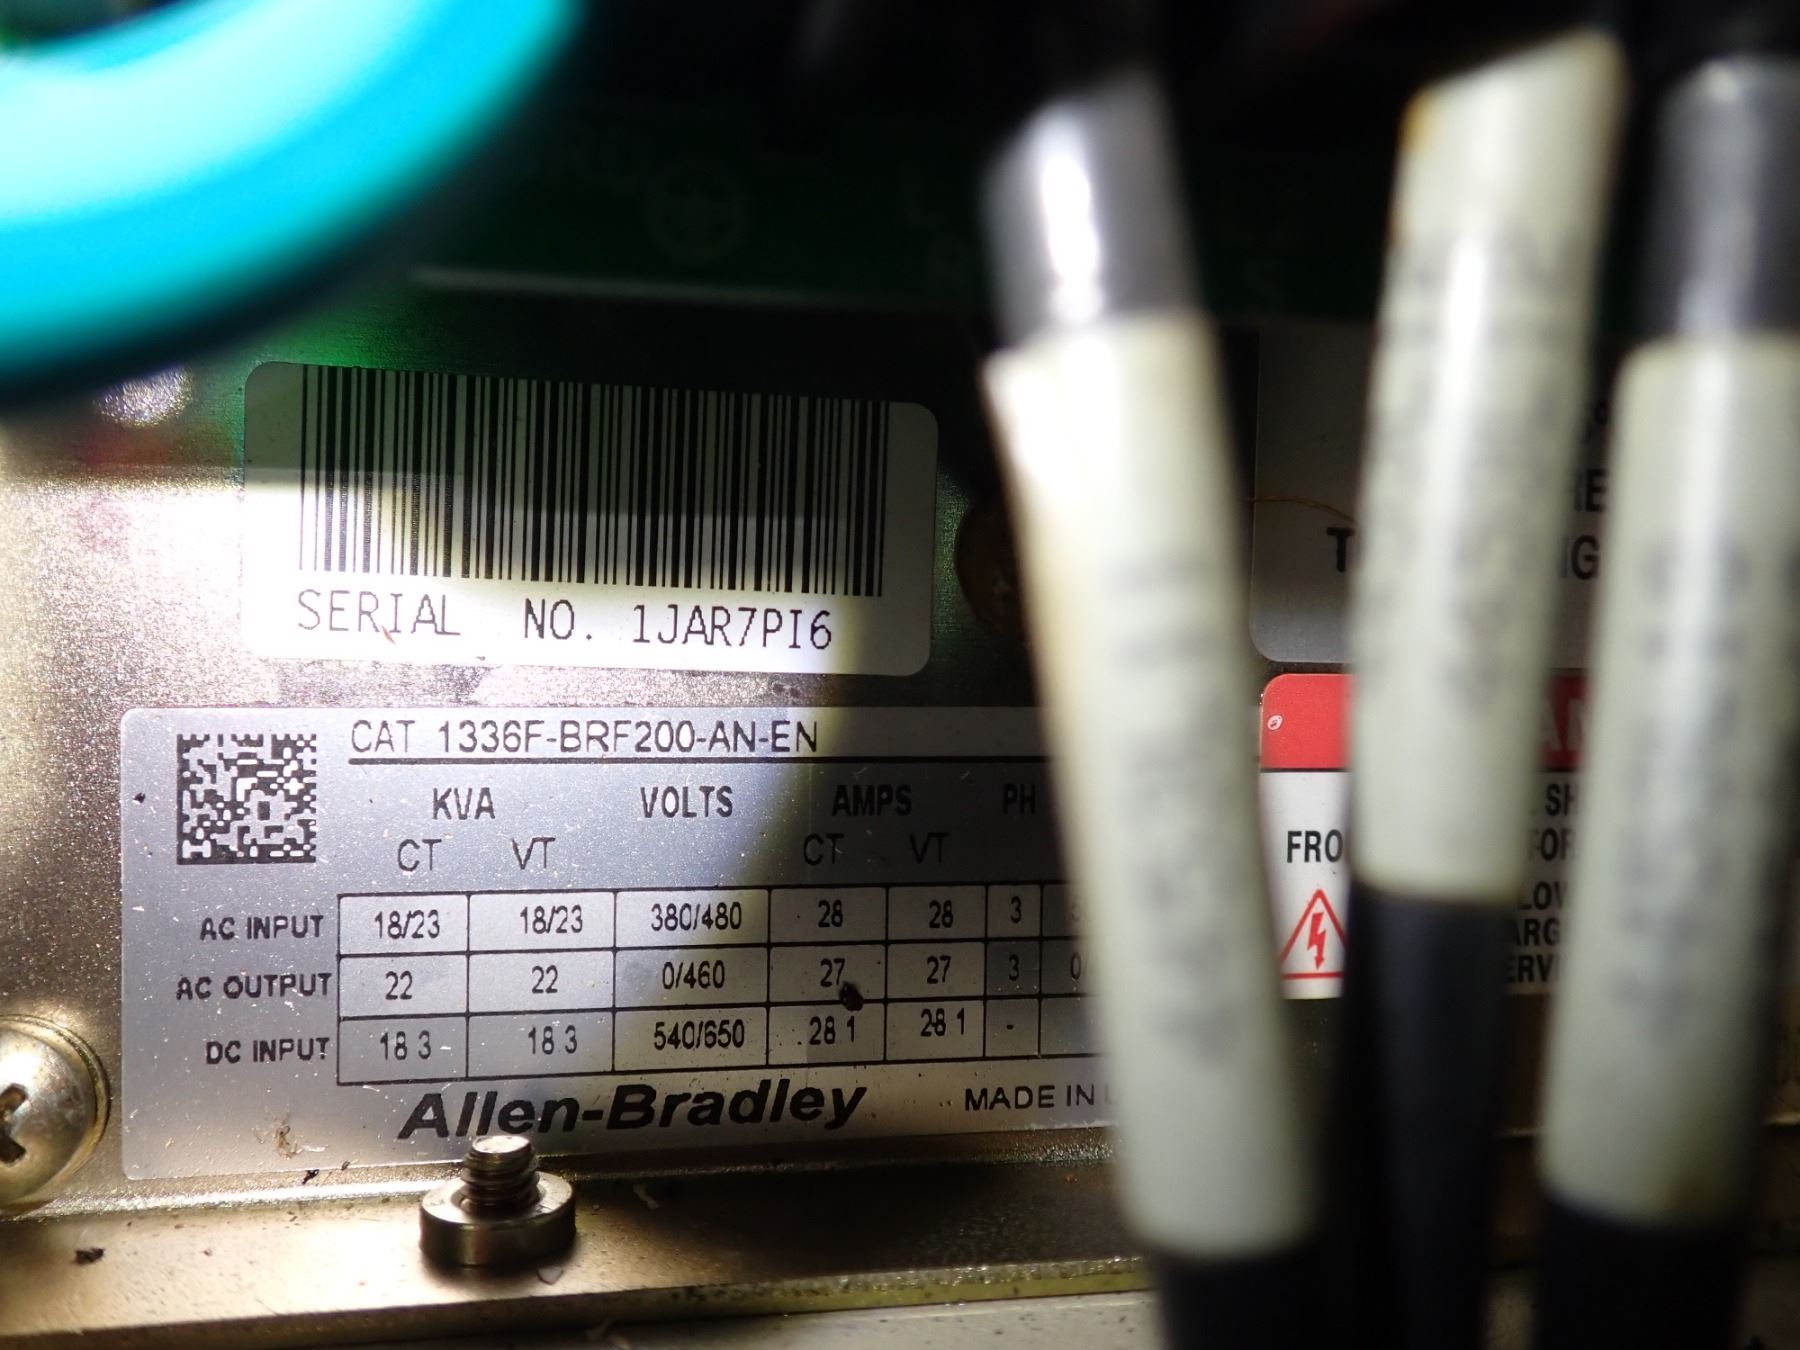 SERIAL NO. 1JAR7PI6
CAT 1336F-BRF200-AN-EN
KVA VOLTS AMPS PH
CT VT CT VT
AC INPUT 18/23 18/23 380/480 28 28 3
AC OUTPUT 22 22 0/460 27 27 3 0/
DC INPUT 18 3 18 3 540/650 28 1 28 1 -
Allen-Bradley
MADE IN